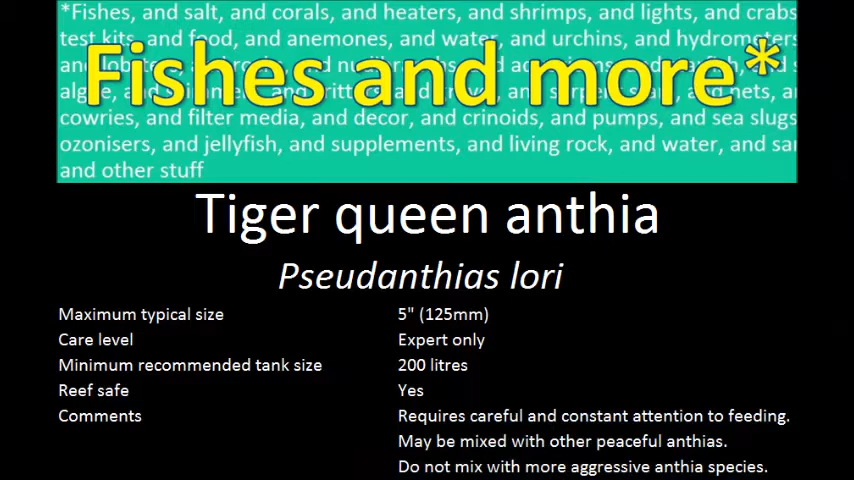 *Fishes, and salt, and corals, and heaters, and shrimps, and lights, and crabs
test kits, and food, and anemones, and water, and urchins, and hydrometers
Fishes and more*
cowries, and filter media, and decor, and crinoids, and pumps, and sea slugs
ozonisers, and jellyfish, and supplements, and living rock, and water, and
and other stuff
Tiger queen anthia
Pseudanthias lori
Maximum typical size 5" (125mm)
Care level Expert only
Minimum recommended tank size 200 litres
Reef safe Yes
Comments Requires careful and constant attention to feeding.
May be mixed with other peaceful anthias.
Do not mix with more aggressive anthia species.